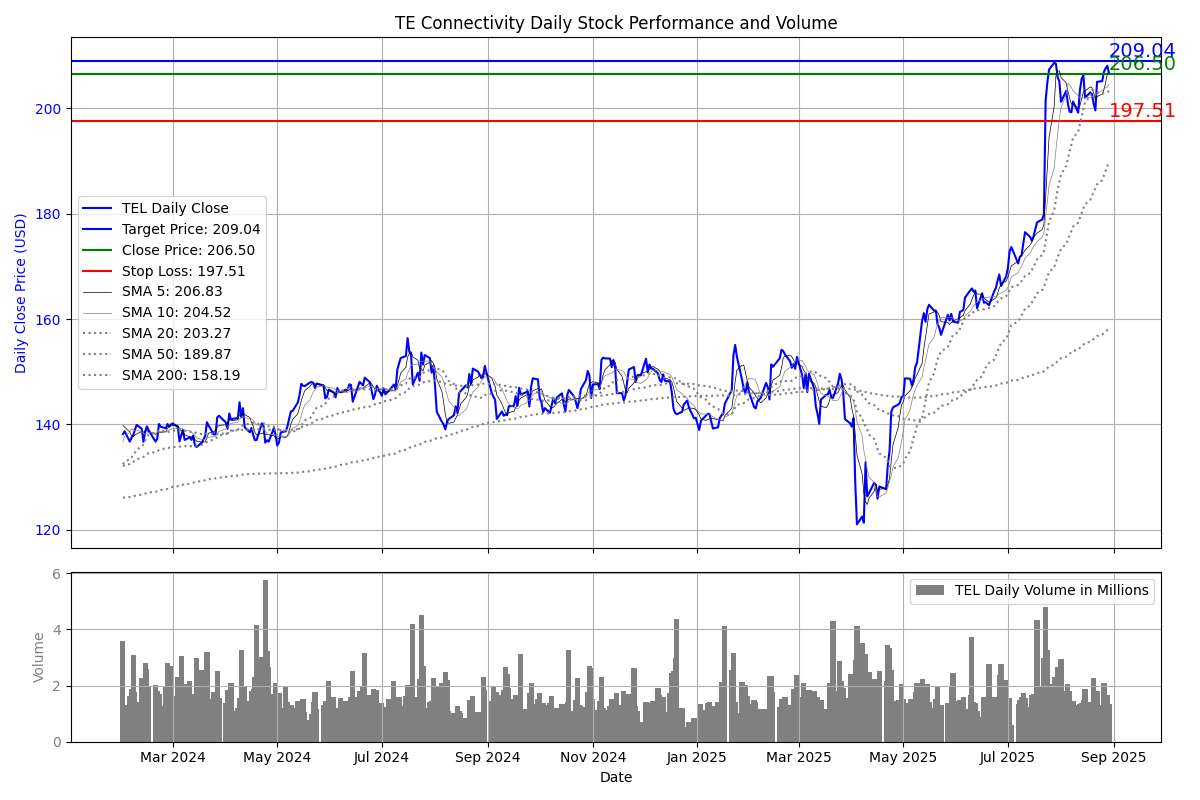 TE Connectivity Daily Stock Performance and Volume
209.04
206.50
197.51
200
180
160
140
120
Daily Close Price (USD)
TEL Daily Close
Target Price: 209.04
Close Price: 206.50
Stop Loss: 197.51
SMA 5: 206.83
SMA 10: 204.52
SMA 20: 203.27
SMA 50: 189.87
SMA 200: 158.19
6
4
2
0
Volume
TEL Daily Volume in Millions
Mar 2024
May 2024
Jul 2024
Sep 2024
Nov 2024
Jan 2025
Mar 2025
May 2025
Jul 2025
Sep 2025
Date